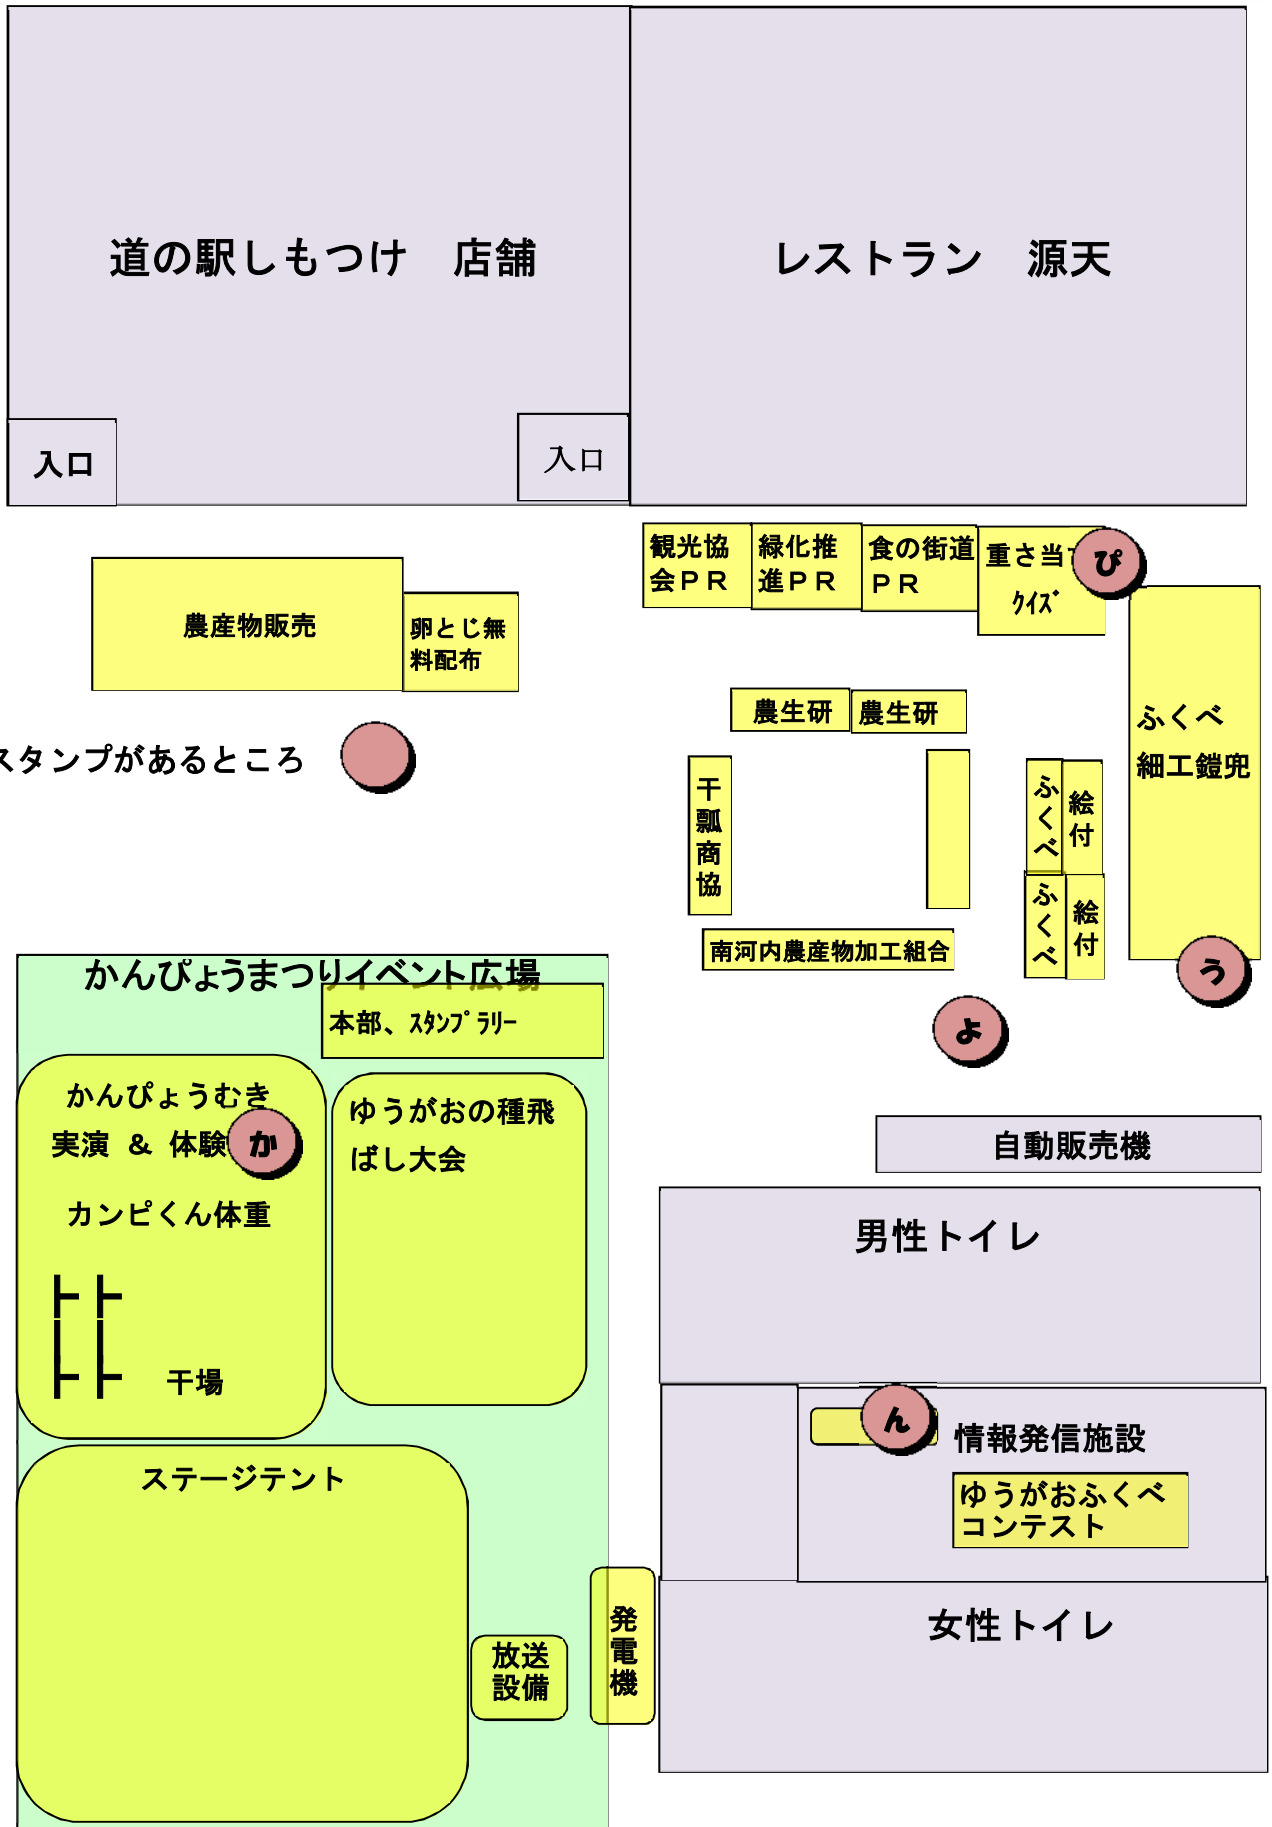 道の駅しもつけ　店舗
レストラン　源天
入口
入口
観光協
会ＰＲ
緑化推
進ＰＲ
食の街道
ＰＲ
重さ当
ｸｲｽﾞ
ぴ
農産物販売
卵とじ無
料配布
スタンプがあるところ
農生研
農生研
干瓢商協
ふくべ
絵付
ふくべ
絵付
ふくべ
細工鎧兜
う
南河内農産物加工組合
よ
かんぴょうまつりイベント広場
本部、ｽﾀﾝﾌﾟﾗﾘｰ
かんぴょうむき
実演 ＆ 体験
か
カンピくん体重
干場
ゆうがおの種飛
ばし大会
自動販売機
男性トイレ
ん
情報発信施設
ゆうがおふくべ
コンテスト
ステージテント
放送
設備
発電機
女性トイレ